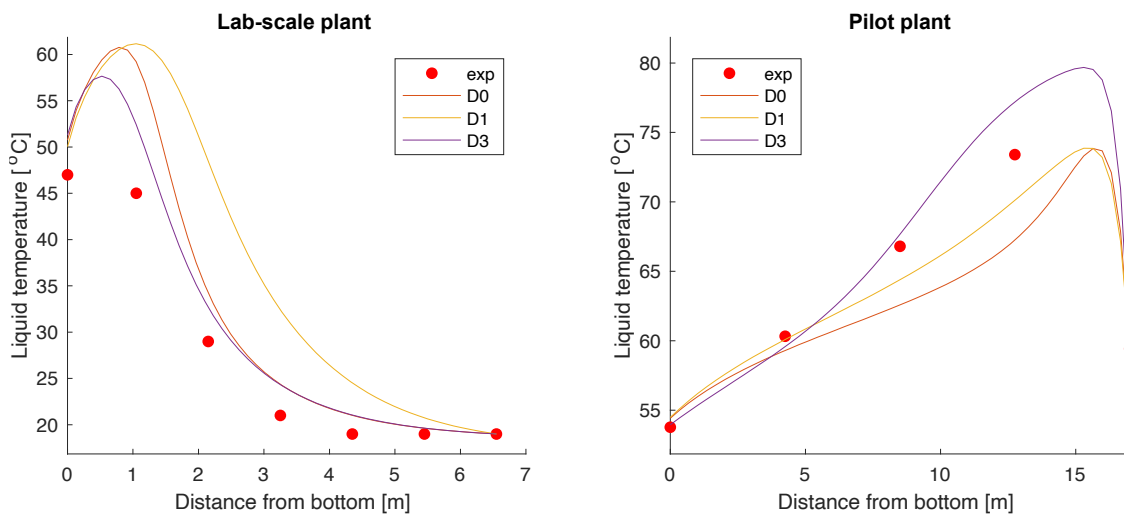 Lab-scale plant
Liquid temperature [ °C]
60
55
50
45
40
35
30
25
20
0 1 2 3 4 5 6 7
Distance from bottom [m]
exp
D0
D1
D3
Pilot plant
Liquid temperature [ °C]
80
75
70
65
60
55
0 5 10 15
Distance from bottom [m]
exp
D0
D1
D3